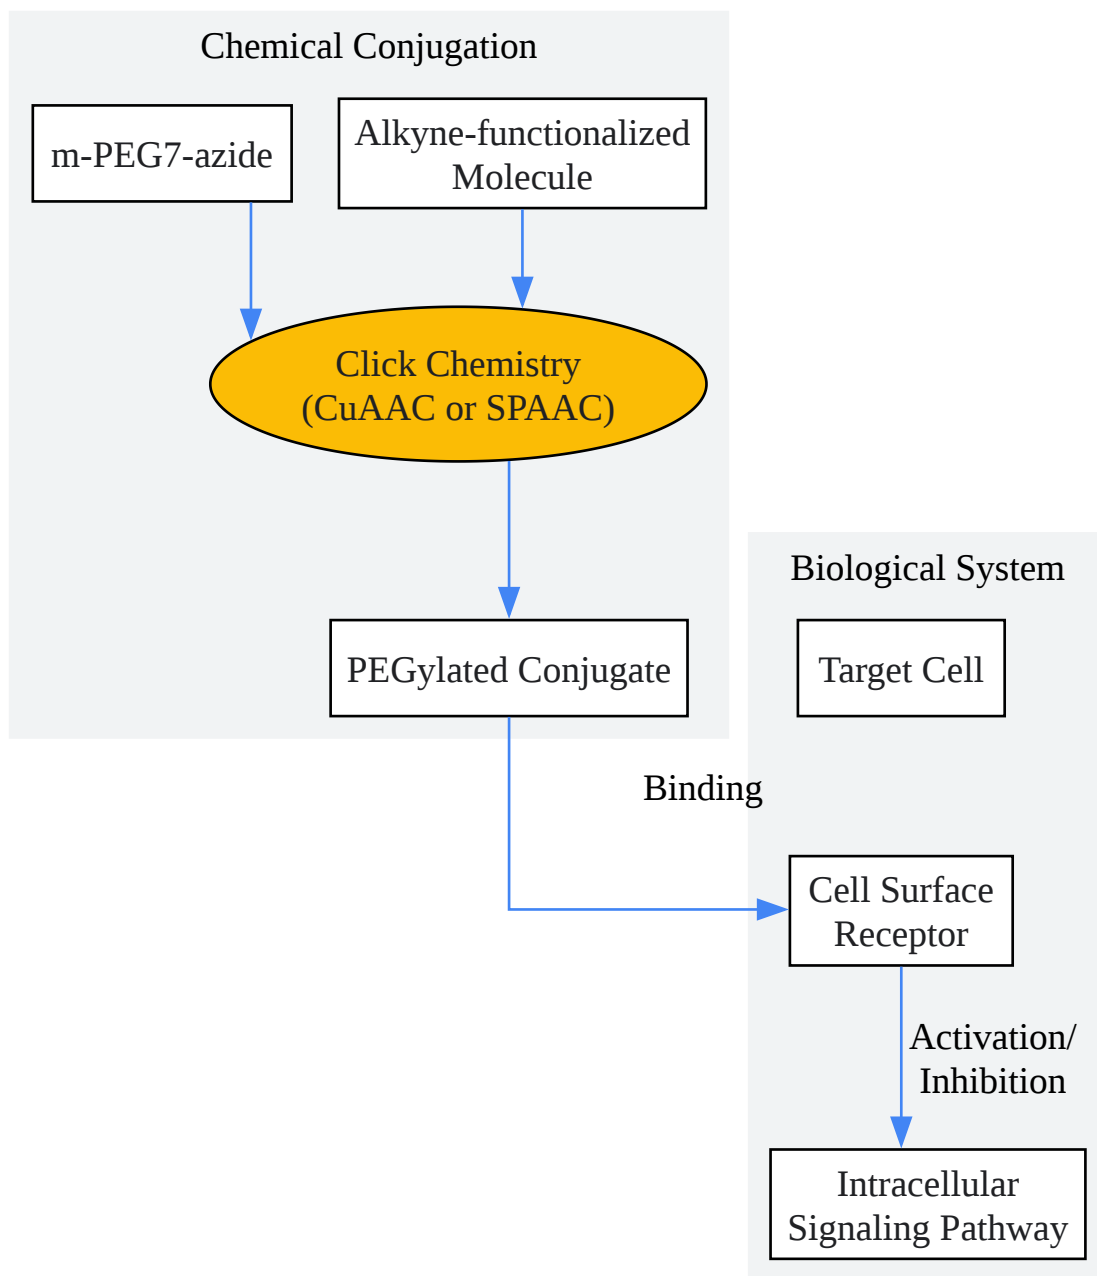 Chemical Conjugation
m-PEG7-azide
Alkyne-functionalized
Molecule
Click Chemistry
(CuAAC or SPAAC)
PEGylated Conjugate
Biological System
Target Cell
Binding
Cell Surface
Receptor
Activation/
Inhibition
Intracellular
Signaling Pathway